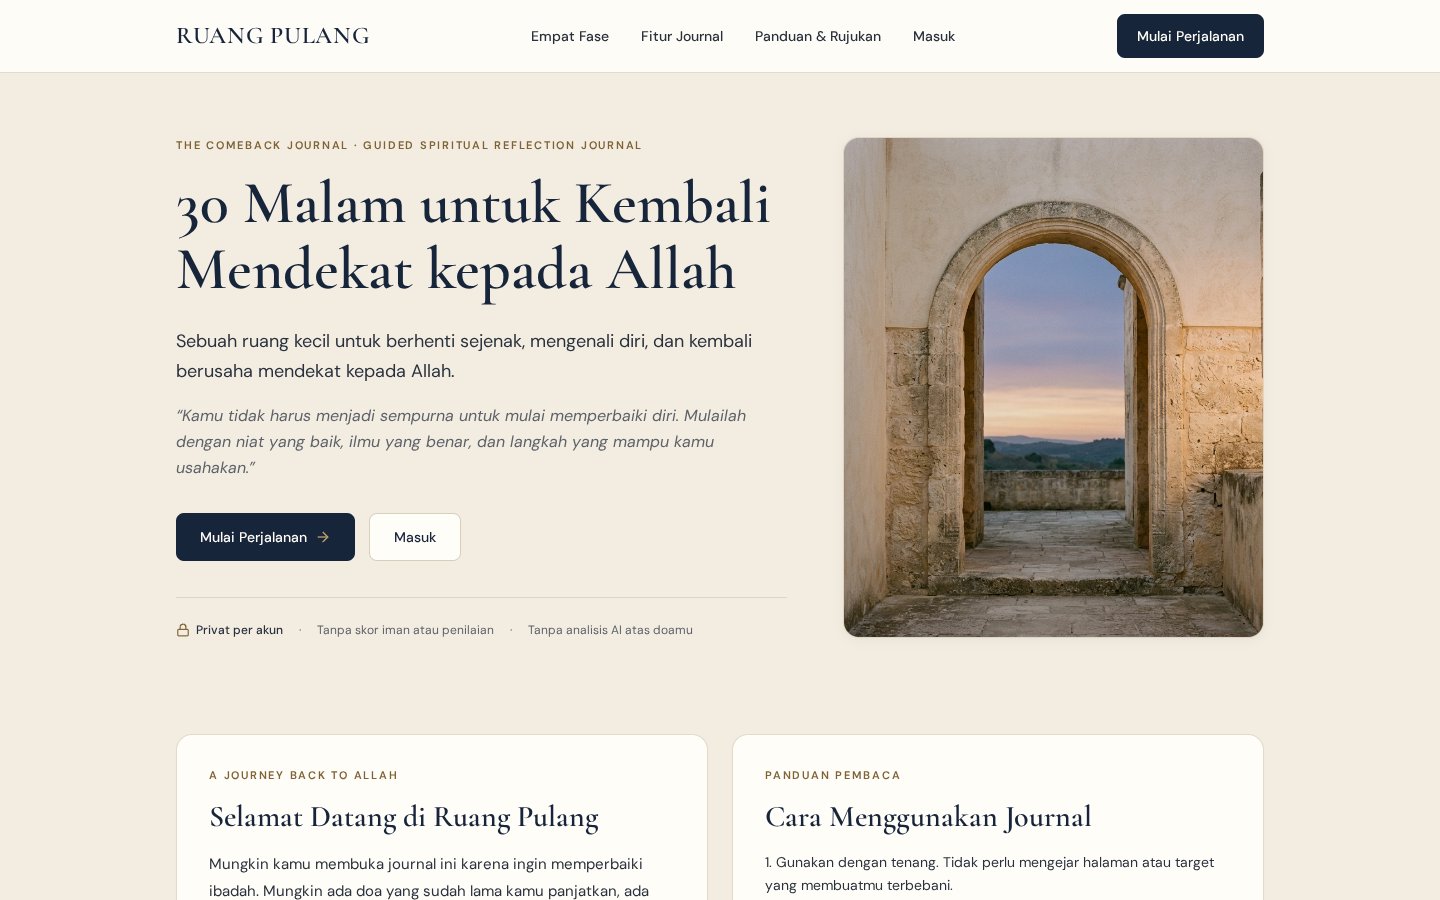 RUANG PULANG
Empat Fase
Fitur Journal
Panduan & Rujukan
Masuk
Mulai Perjalanan
THE COMEBACK JOURNAL · GUIDED SPIRITUAL REFLECTION JOURNAL
30 Malam untuk Kembali
Mendekat kepada Allah
Sebuah ruang kecil untuk berhenti sejenak, mengenali diri, dan kembali
berusaha mendekat kepada Allah.
“Kamu tidak harus menjadi sempurna untuk mulai memperbaiki diri. Mulailah
dengan niat yang baik, ilmu yang benar, dan langkah yang mampu kamu
usahakan.”
Mulai Perjalanan →
Masuk
Privat per akun · Tanpa skor iman atau penilaian · Tanpa analisis AI atas doamu
A JOURNEY BACK TO ALLAH
Selamat Datang di Ruang Pulang
Mungkin kamu membuka journal ini karena ingin memperbaiki
ibadah. Mungkin ada doa yang sudah lama kamu panjatkan, ada
PANDUAN PEMBACA
Cara Menggunakan Journal
1. Gunakan dengan tenang. Tidak perlu mengejar halaman atau target
yang membuatmu terbebani.